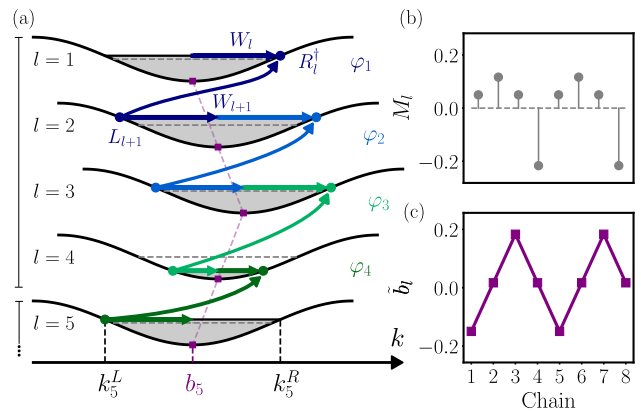 (a)
l = 1
W_l
R_l^†
φ_1
l = 2
L_{l+1}
W_{l+1}
φ_2
l = 3
φ_3
l = 4
φ_4
l = 5
k
k_5^L
b_5
k_5^R
(b)
M_l
0.2
0.0
−0.2
(c)
b̃_l
0.2
0.0
−0.2
1 2 3 4 5 6 7 8
Chain